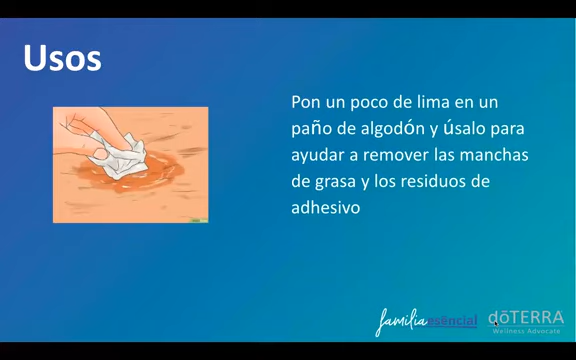 Usos
Pon un poco de lima en un
paño de algodón y úsalo para
ayudar a remover las manchas
de grasa y los residuos de
adhesivo
familia esëncial
dōTERRA
Wellness Advocate